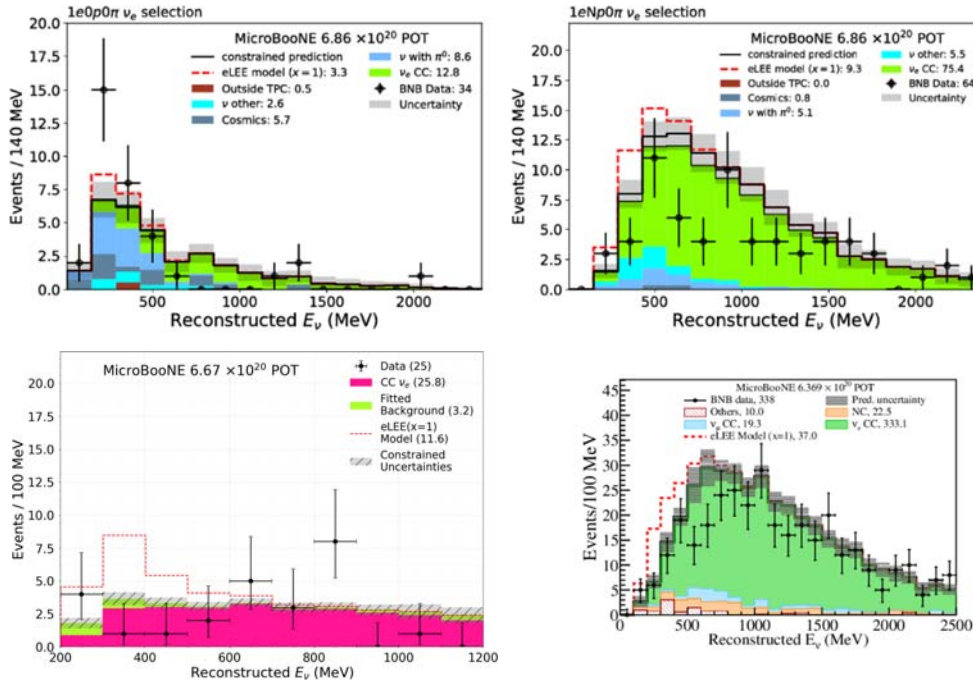 1e0p0π νe selection
MicroBooNE 6.86 ×10²⁰ POT
constrained prediction
eLEE model (x = 1): 3.3
Outside TPC: 0.5
ν other: 2.6
Cosmics: 5.7
ν with π⁰: 8.6
νe CC: 12.8
BNB Data: 34
Uncertainty
Events / 140 MeV
20.0
17.5
15.0
12.5
10.0
7.5
5.0
2.5
0.0
500 1000 1500 2000
Reconstructed Eν (MeV)
1eNp0π νe selection
MicroBooNE 6.86 ×10²⁰ POT
constrained prediction
eLEE model (x = 1): 9.3
Outside TPC: 0.0
Cosmics: 0.8
ν with π⁰: 5.1
ν other: 5.5
νe CC: 75.4
BNB Data: 64
Uncertainty
Events / 140 MeV
20.0
17.5
15.0
12.5
10.0
7.5
5.0
2.5
0.0
500 1000 1500 2000
Reconstructed Eν (MeV)
MicroBooNE 6.67 ×10²⁰ POT
Data (25)
CC νe (25.8)
Fitted
Background (3.2)
eLEE(x=1)
Model (11.6)
Constrained
Uncertainties
Events / 100 MeV
20.0
17.5
15.0
12.5
10.0
7.5
5.0
2.5
0.0
200 400 600 800 1000 1200
Reconstructed Eν (MeV)
MicroBooNE 6.369 ×10²⁰ POT
BNB data, 338
Pred. uncertainty
Others, 10.0
NC, 22.5
νμ CC, 19.3
νe CC, 333.1
eLEE Model (x=1), 37.0
Events/100 MeV
45
40
35
30
25
20
15
10
5
0
0 500 1000 1500 2000 2500
Reconstructed Eν (MeV)